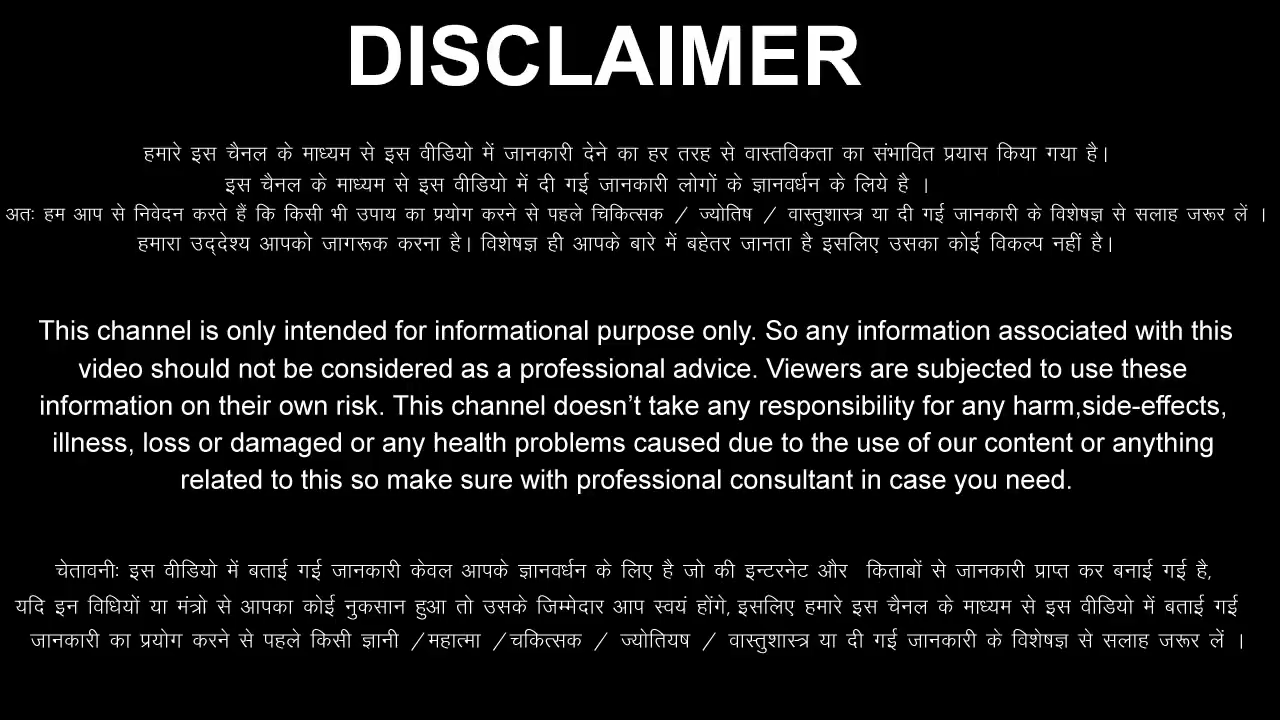 DISCLAIMER
हमारे इस चैनल के माध्यम से इस वीडियो में जानकारी देने का हर तरह से वास्तविकता का संभावित प्रयास किया गया है।
इस चैनल के माध्यम से इस वीडियो में दी गई जानकारी लोगों के ज्ञानवर्धन के लिये है ।
अतः हम आप से निवेदन करते हैं कि किसी भी उपाय का प्रयोग करने से पहले चिकित्सक / ज्योतिष / वास्तुशास्त्र या दी गई जानकारी के विशेषज्ञ से सलाह जरूर लें ।
हमारा उद्देश्य आपको जागरूक करना है। विशेषज्ञ ही आपके बारे में बहेतर जानता है इसलिए उसका कोई विकल्प नहीं है।
This channel is only intended for informational purpose only. So any information associated with this
video should not be considered as a professional advice. Viewers are subjected to use these
information on their own risk. This channel doesn’t take any responsibility for any harm,side-effects,
illness, loss or damaged or any health problems caused due to the use of our content or anything
related to this so make sure with professional consultant in case you need.
चेतावनीः इस वीडियो में बताई गई जानकारी केवल आपके ज्ञानवर्धन के लिए है जो की इन्टरनेट और किताबों से जानकारी प्राप्त कर बनाई गई है,
यदि इन विधियों या मंत्रो से आपका कोई नुकसान हुआ तो उसके जिम्मेदार आप स्वयं होंगे, इसलिए हमारे इस चैनल के माध्यम से इस वीडियो में बताई गई
जानकारी का प्रयोग करने से पहले किसी ज्ञानी /महात्मा /चकित्सक / ज्योतियष / वास्तुशास्त्र या दी गई जानकारी के विशेषज्ञ से सलाह जरूर लें ।